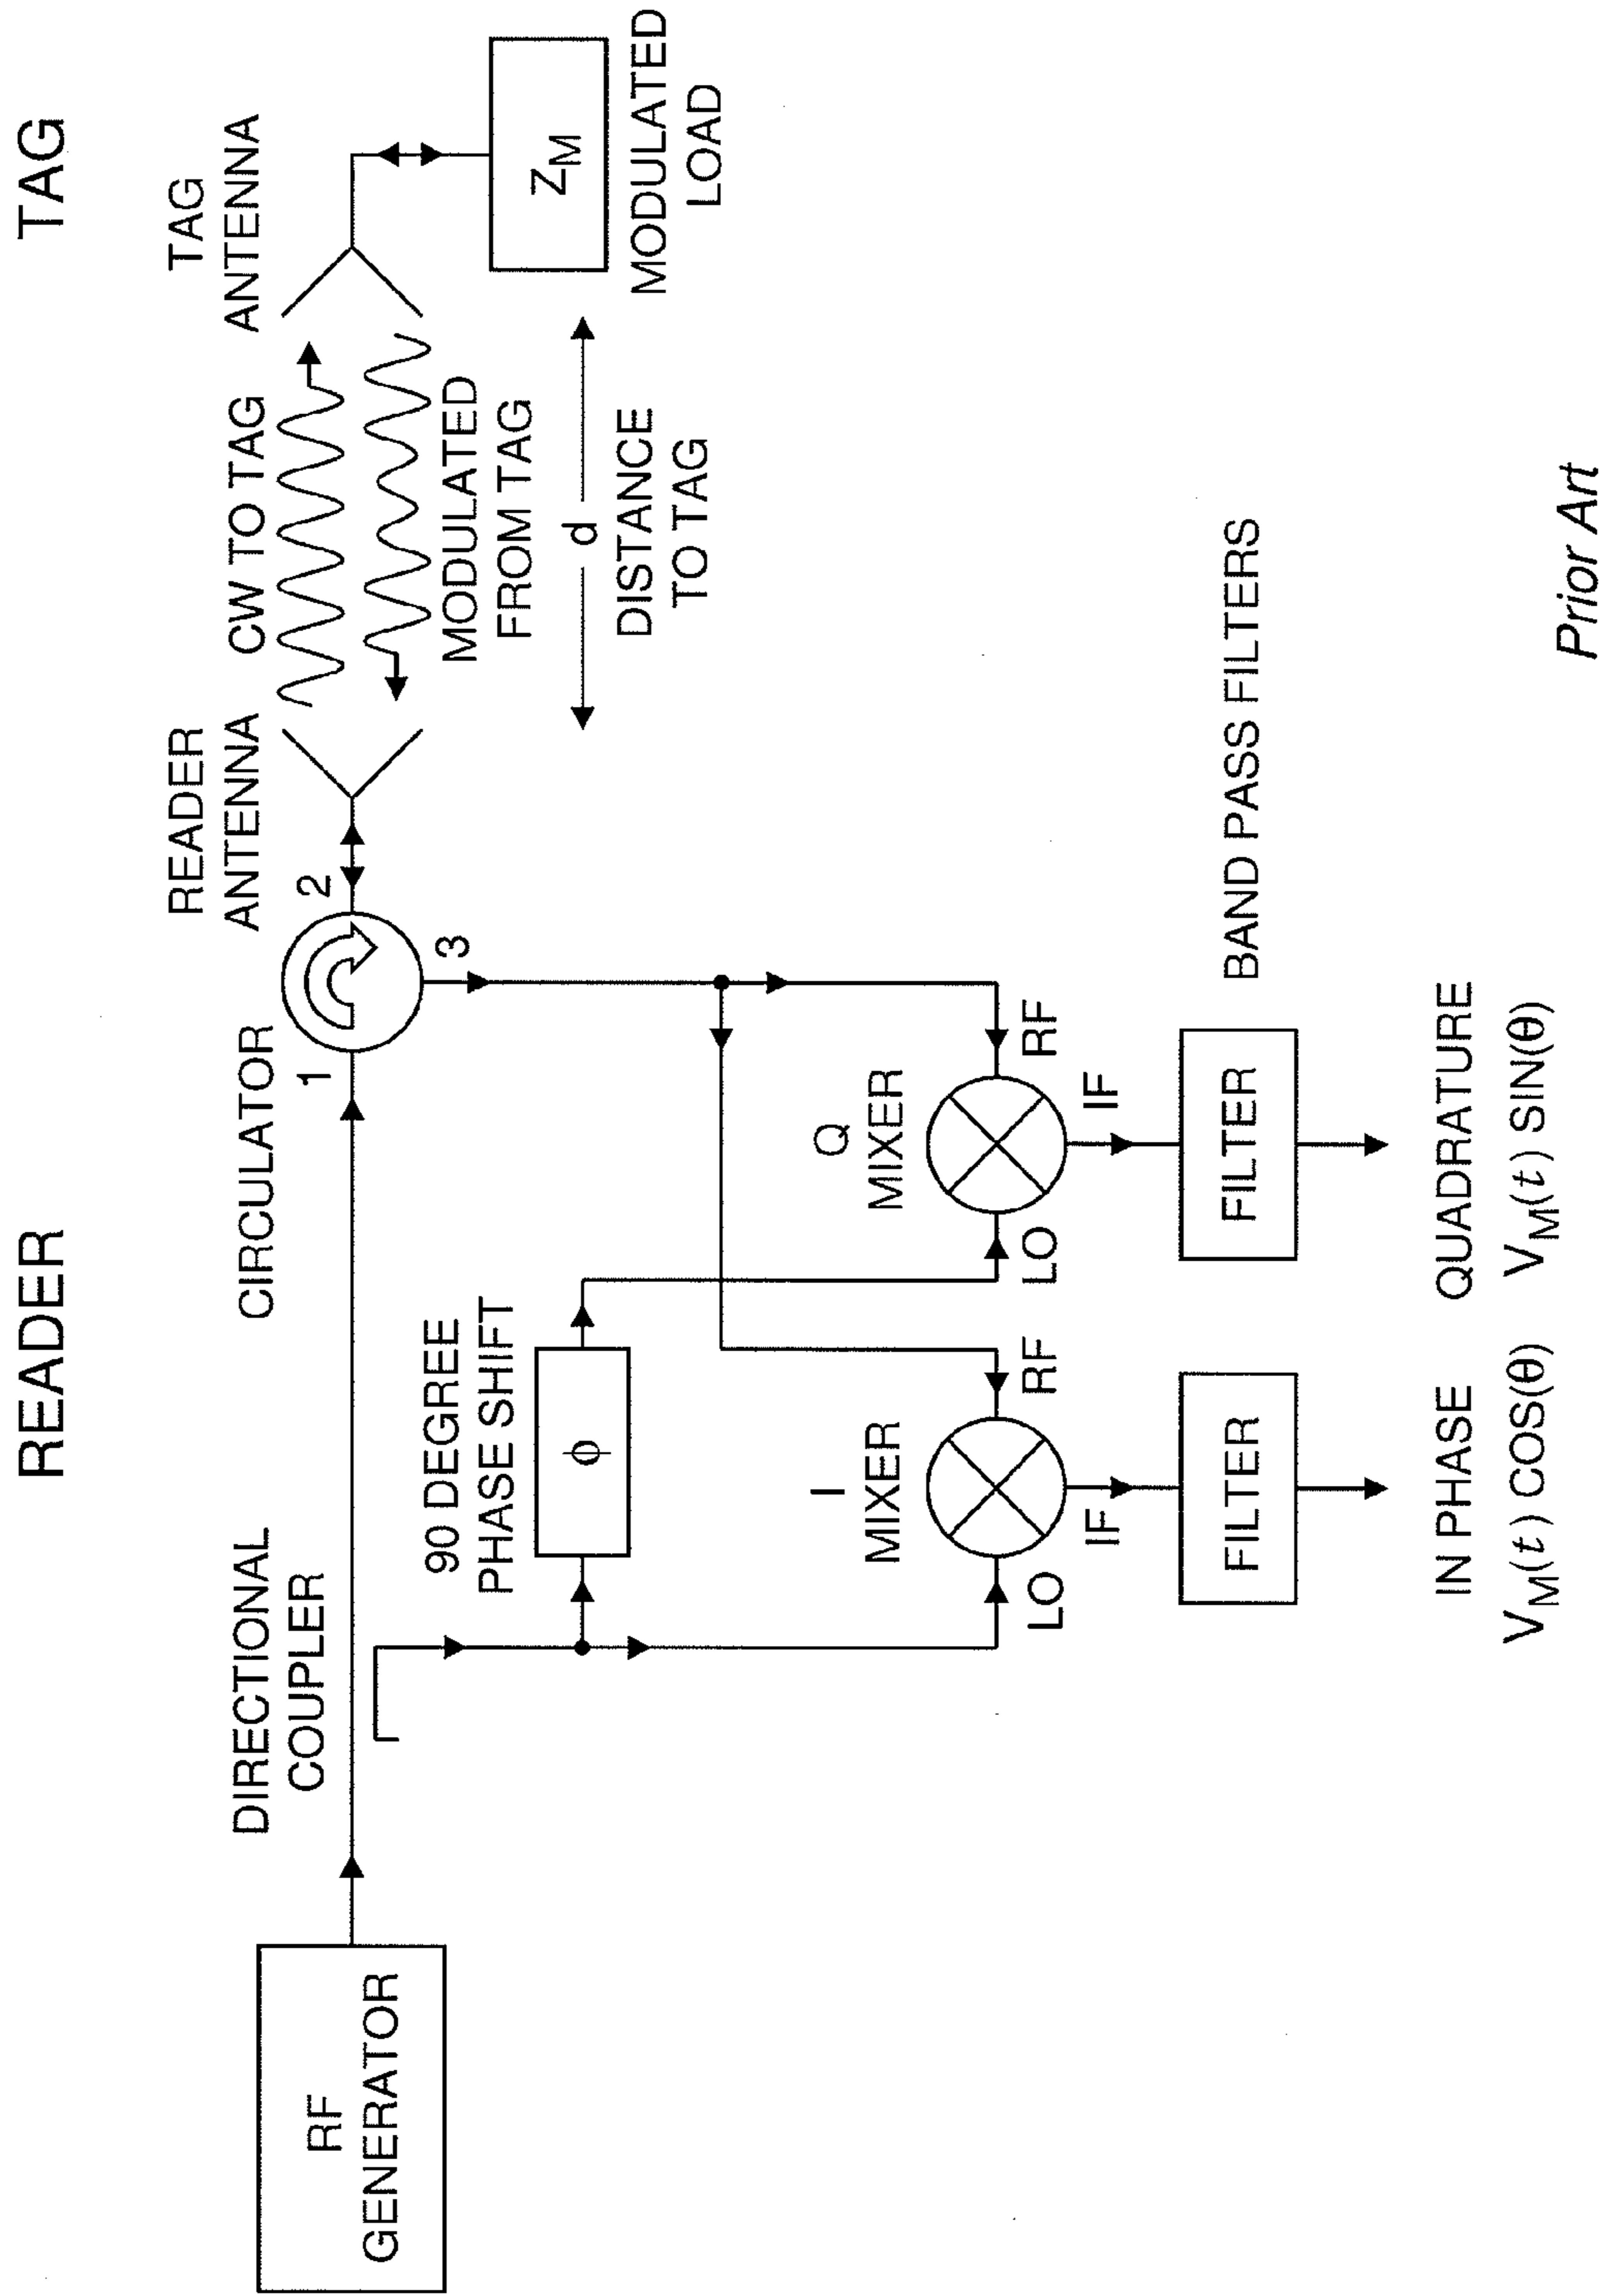 READER
TAG
RF
GENERATOR
DIRECTIONAL
COUPLER
CIRCULATOR
1
2
3
READER
ANTENNA
CW TO TAG
MODULATED
FROM TAG
d
DISTANCE
TO TAG
TAG
ANTENNA
Z_M
MODULATED
LOAD
90 DEGREE
PHASE SHIFT
ϕ
I
MIXER
LO
RF
IF
Q
MIXER
LO
RF
IF
FILTER
FILTER
BAND PASS FILTERS
IN PHASE
V_M(t) COS(θ)
QUADRATURE
V_M(t) SIN(θ)
Prior Art